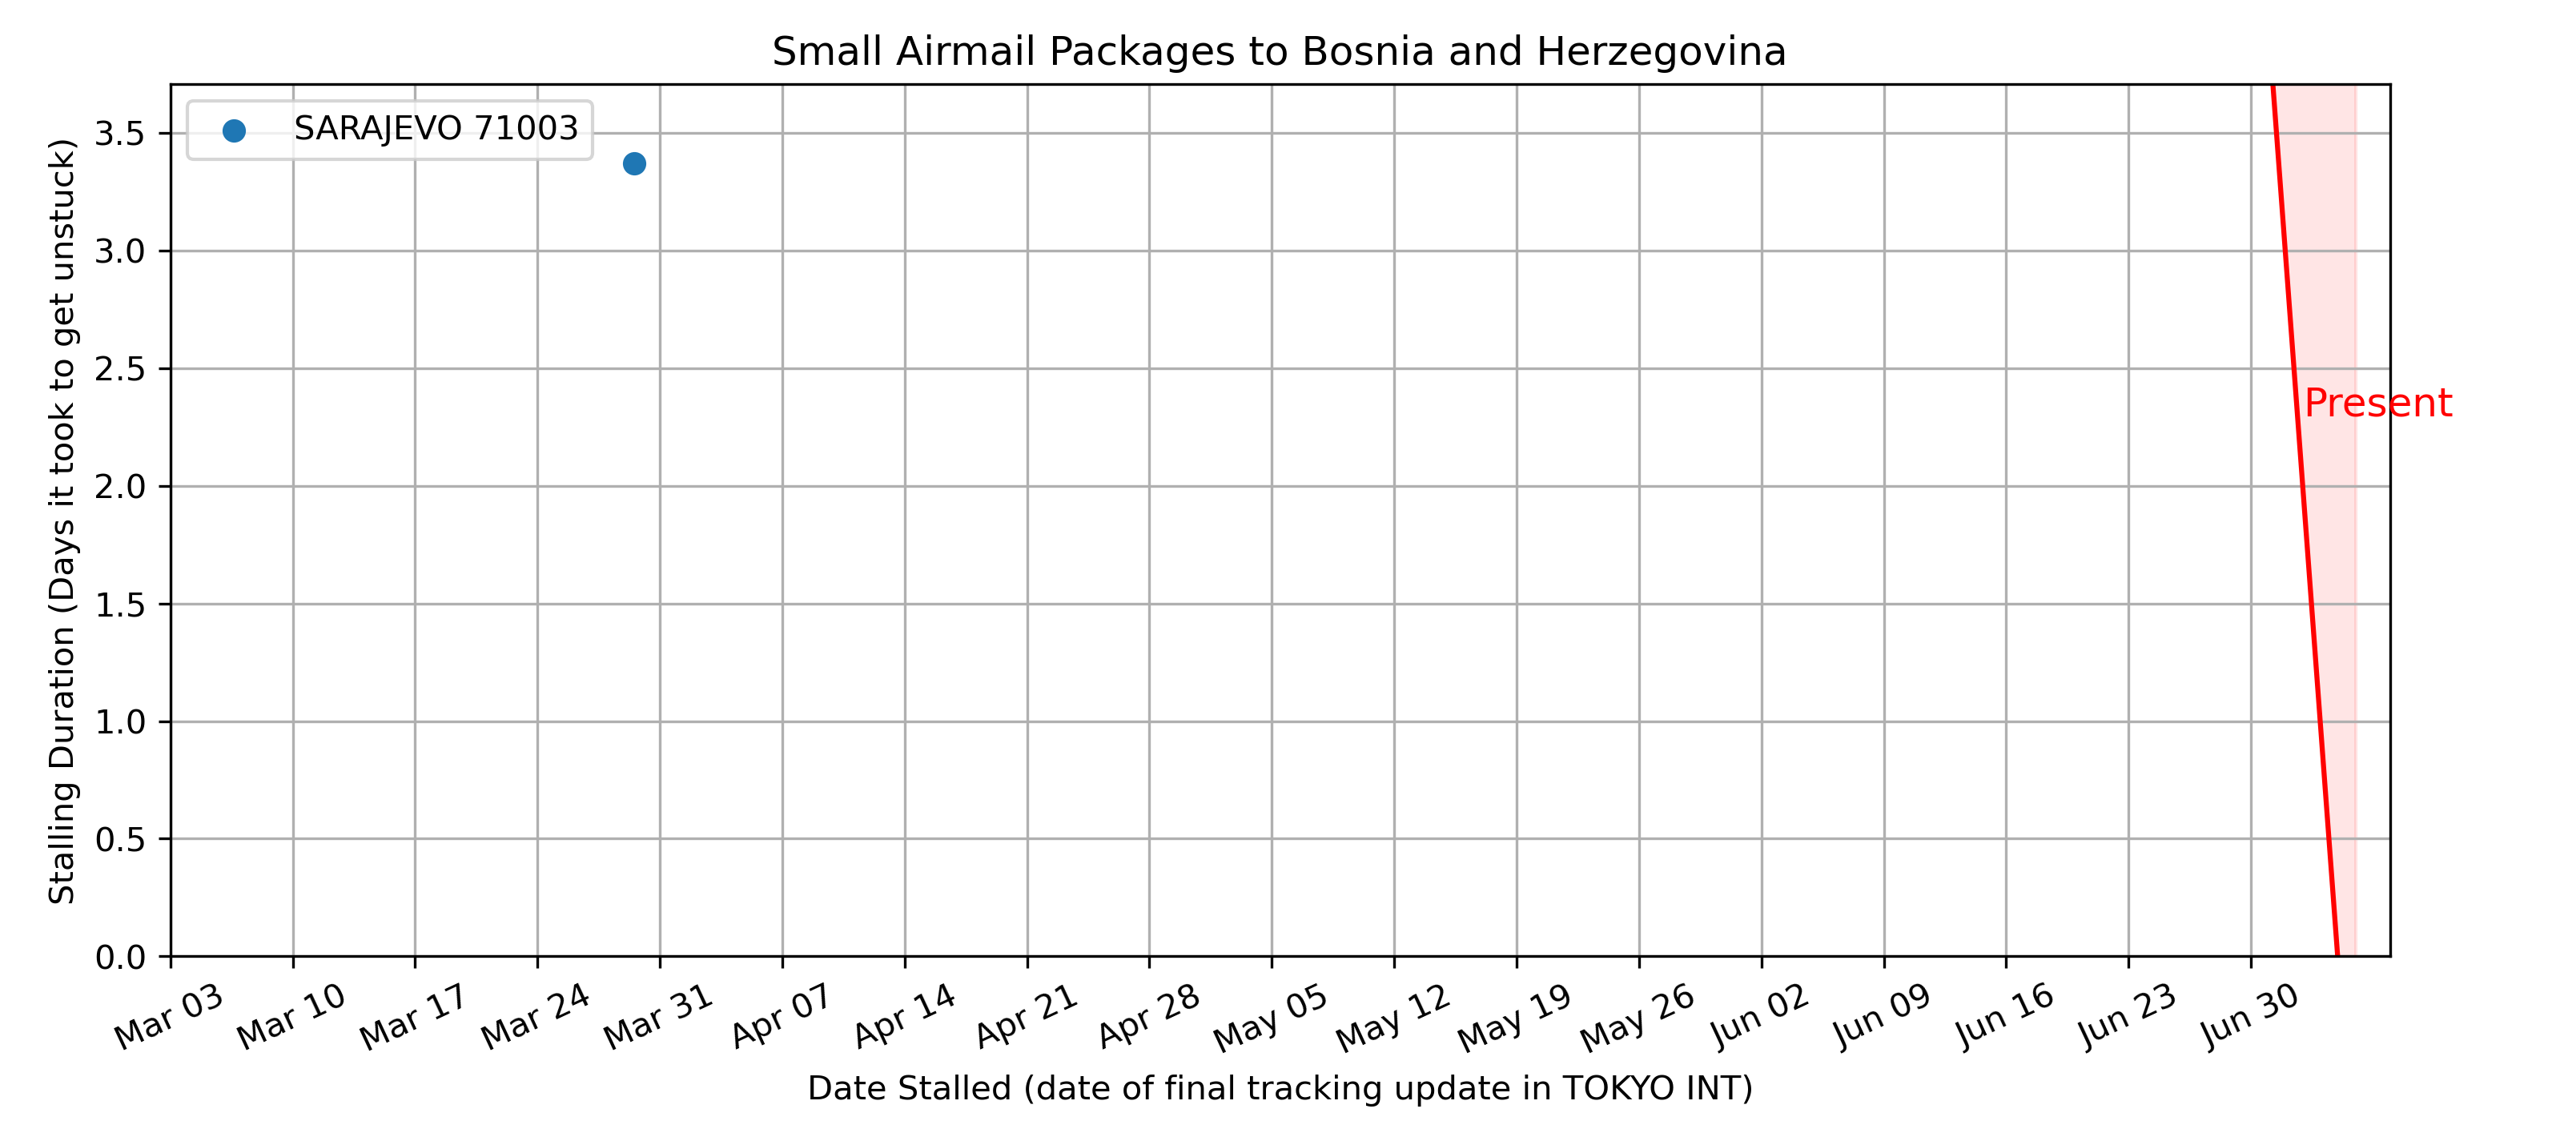 Small Airmail Packages to Bosnia and Herzegovina
SARAJEVO 71003
Stalling Duration (Days it took to get unstuck)
3.5
3.0
2.5
2.0
1.5
1.0
0.5
0.0
Present
Mar 03
Mar 10
Mar 17
Mar 24
Mar 31
Apr 07
Apr 14
Apr 21
Apr 28
May 05
May 12
May 19
May 26
Jun 02
Jun 09
Jun 16
Jun 23
Jun 30
Date Stalled (date of final tracking update in TOKYO INT)